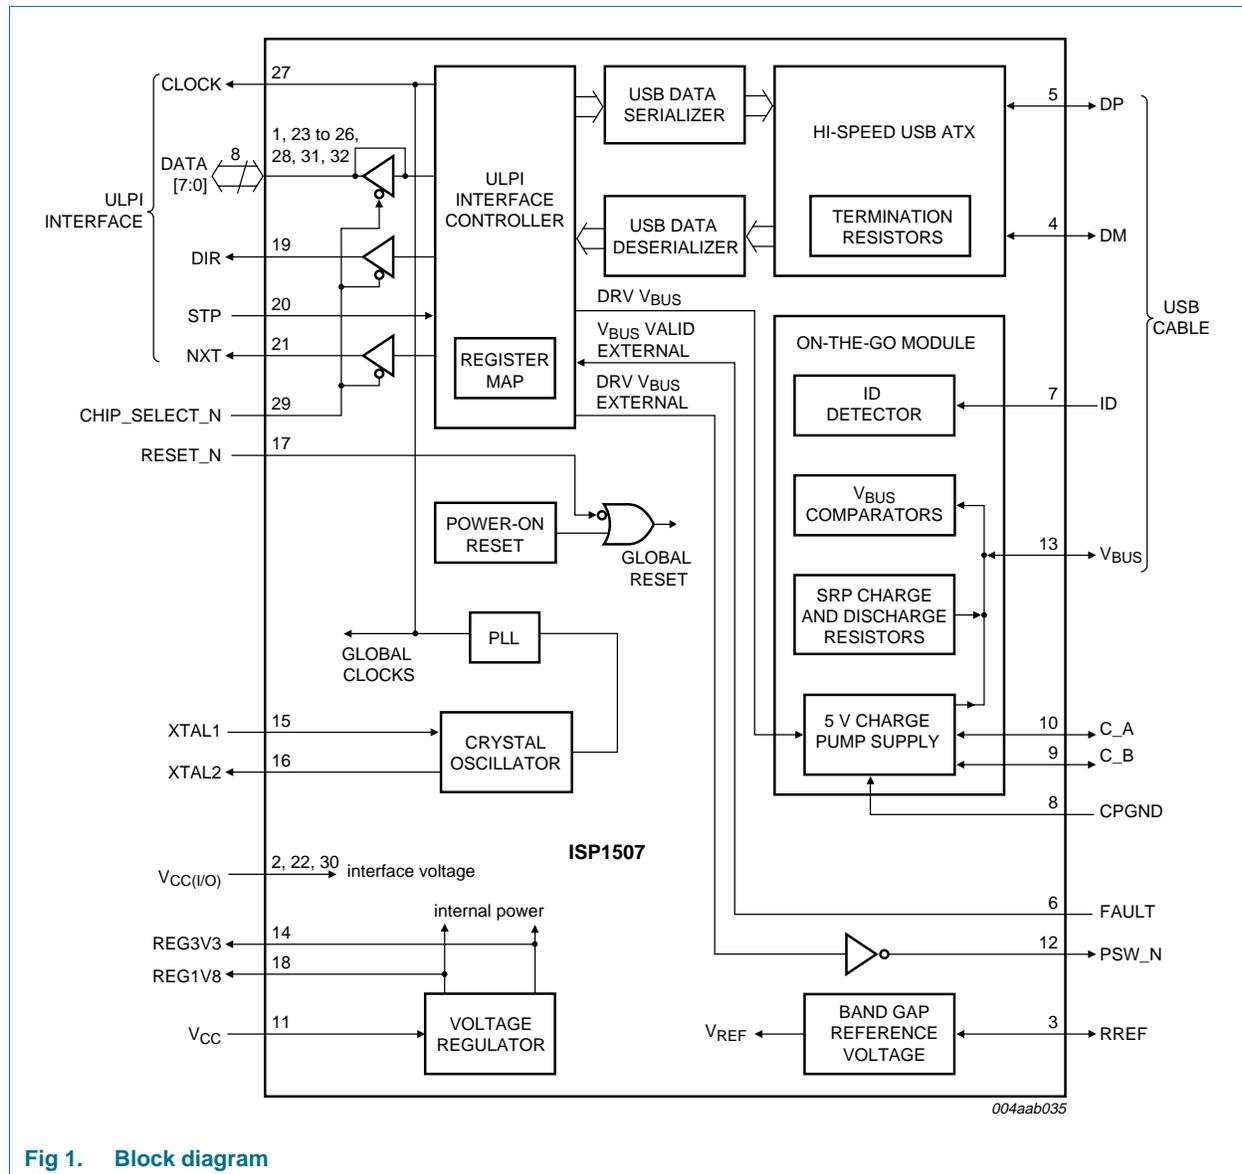 27
CLOCK
1, 23 to 26,
28, 31, 32
8
DATA
[7:0]
ULPI
INTERFACE
19
DIR
20
STP
21
NXT
29
CHIP_SELECT_N
17
RESET_N
ULPI
INTERFACE
CONTROLLER
REGISTER
MAP
USB DATA
SERIALIZER
USB DATA
DESERIALIZER
HI-SPEED USB ATX
TERMINATION
RESISTORS
5
DP
4
DM
USB
CABLE
DRV VBUS
VBUS VALID
EXTERNAL
DRV VBUS
EXTERNAL
ON-THE-GO MODULE
ID
DETECTOR
7
ID
VBUS
COMPARATORS
13
VBUS
SRP CHARGE
AND DISCHARGE
RESISTORS
5 V CHARGE
PUMP SUPPLY
10
C_A
9
C_B
8
CPGND
POWER-ON
RESET
GLOBAL
RESET
PLL
GLOBAL
CLOCKS
15
XTAL1
16
XTAL2
CRYSTAL
OSCILLATOR
ISP1507
2, 22, 30
VCC(I/O)
interface voltage
internal power
14
REG3V3
18
REG1V8
11
VCC
VOLTAGE
REGULATOR
6
FAULT
12
PSW_N
VREF
BAND GAP
REFERENCE
VOLTAGE
3
RREF
004aab035
Fig 1. Block diagram